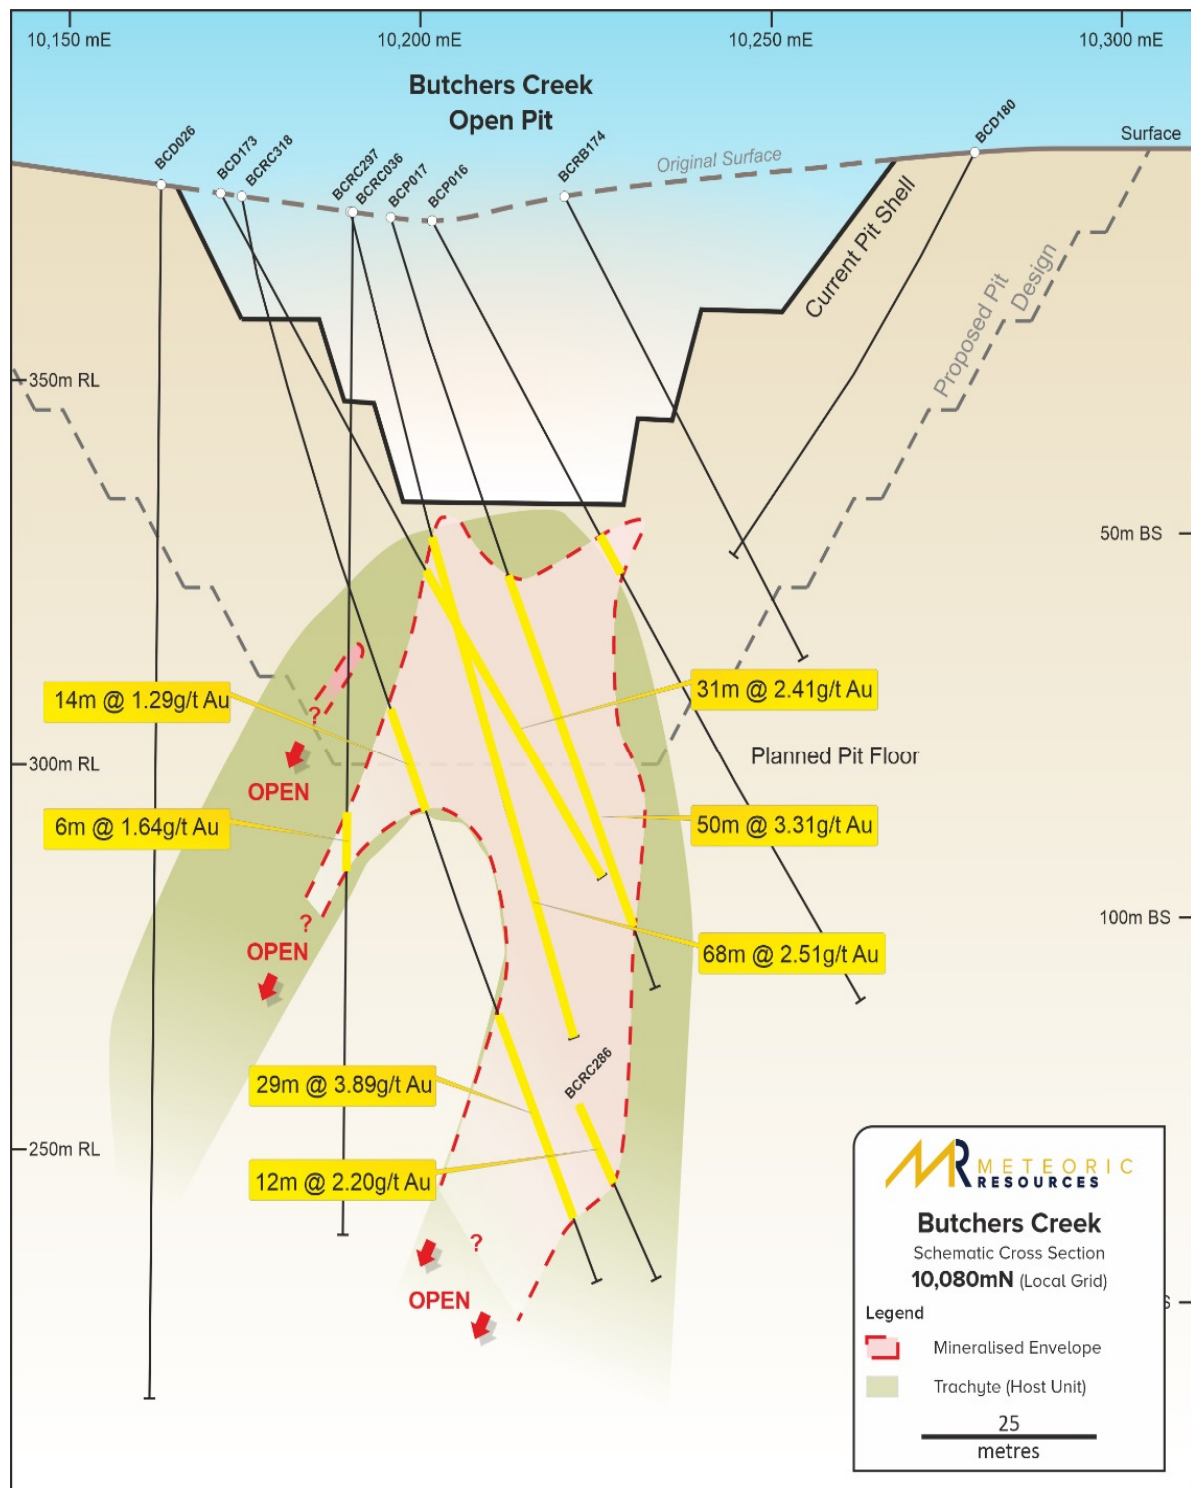 10,150 mE
10,200 mE
10,250 mE
10,300 mE
Butchers Creek
Open Pit
BCD026
BCD173
BCRC318
BCRC297
BCRC036
BCP017
BCP016
BCRB174
BCD180
Original Surface
Surface
Current Pit Shell
Proposed Pit
Design
350m RL
50m BS
14m @ 1.29g/t Au
31m @ 2.41g/t Au
?
300m RL
Planned Pit Floor
OPEN
6m @ 1.64g/t Au
50m @ 3.31g/t Au
?
100m BS
OPEN
68m @ 2.51g/t Au
BCRC286
29m @ 3.89g/t Au
250m RL
12m @ 2.20g/t Au
?
OPEN
METEORIC
RESOURCES
Butchers Creek
Schematic Cross Section
10,080mN (Local Grid)
Legend
Mineralised Envelope
Trachyte (Host Unit)
25
metres